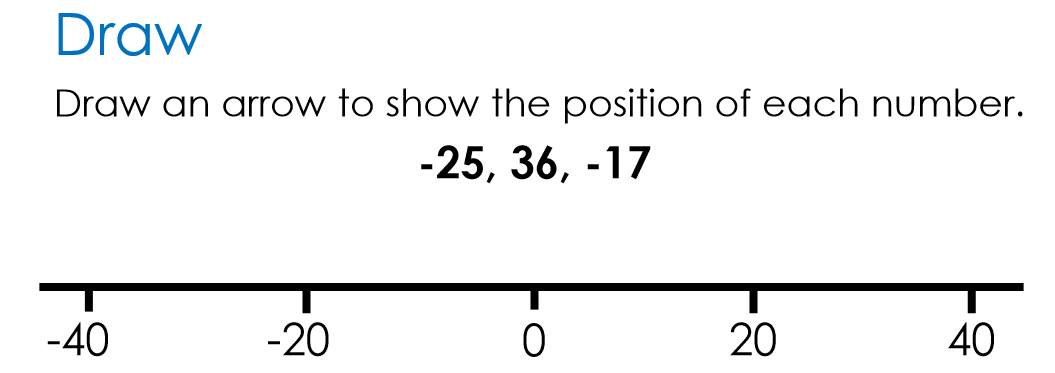 Draw
Draw an arrow to show the position of each number.
-25, 36, -17
-40 -20 0 20 40